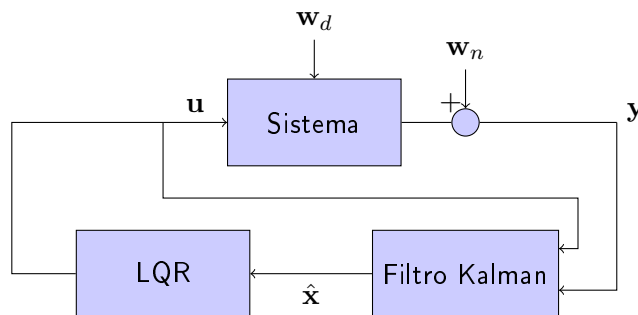 w_d
w_n
+
u
Sistema
y
LQR
x̂
Filtro Kalman